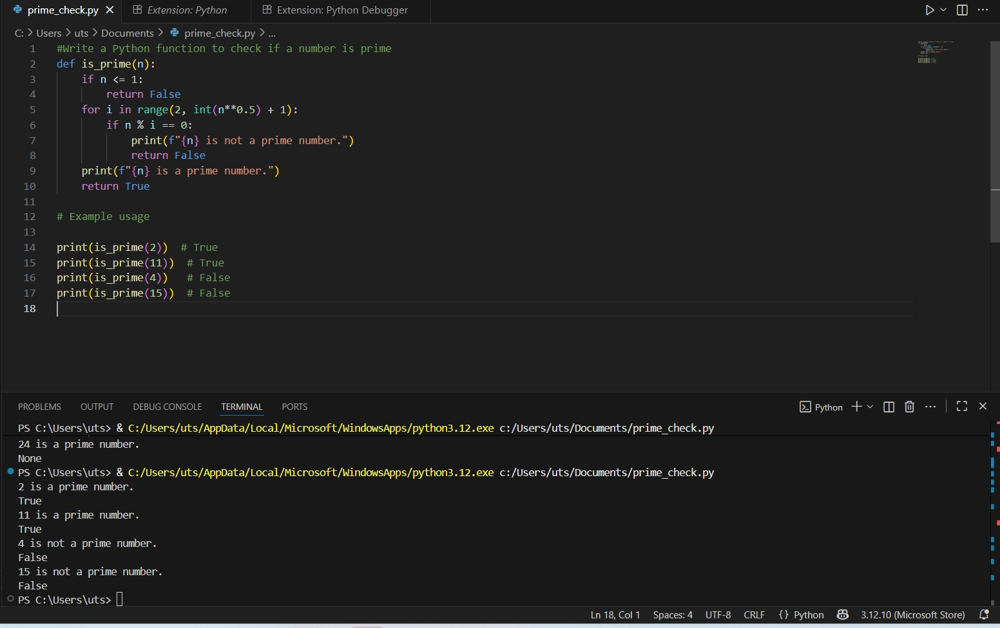 prime_check.py
Extension: Python
Extension: Python Debugger
C: > Users > uts > Documents > prime_check.py > ...
1 #Write a Python function to check if a number is prime
2 def is_prime(n):
3     if n <= 1:
4         return False
5     for i in range(2, int(n**0.5) + 1):
6         if n % i == 0:
7             print(f"{n} is not a prime number.")
8             return False
9     print(f"{n} is a prime number.")
10     return True
11
12 # Example usage
13
14 print(is_prime(2))  # True
15 print(is_prime(11))  # True
16 print(is_prime(4))   # False
17 print(is_prime(15))  # False
18
PROBLEMS OUTPUT DEBUG CONSOLE TERMINAL PORTS Python
PS C:\Users\uts> & C:/Users/uts/AppData/Local/Microsoft/WindowsApps/python3.12.exe c:/Users/uts/Documents/prime_check.py
24 is a prime number.
None
PS C:\Users\uts> & C:/Users/uts/AppData/Local/Microsoft/WindowsApps/python3.12.exe c:/Users/uts/Documents/prime_check.py
2 is a prime number.
True
11 is a prime number.
True
4 is not a prime number.
False
15 is not a prime number.
False
PS C:\Users\uts>
Ln 18, Col 1 Spaces: 4 UTF-8 CRLF {} Python 3.12.10 (Microsoft Store)